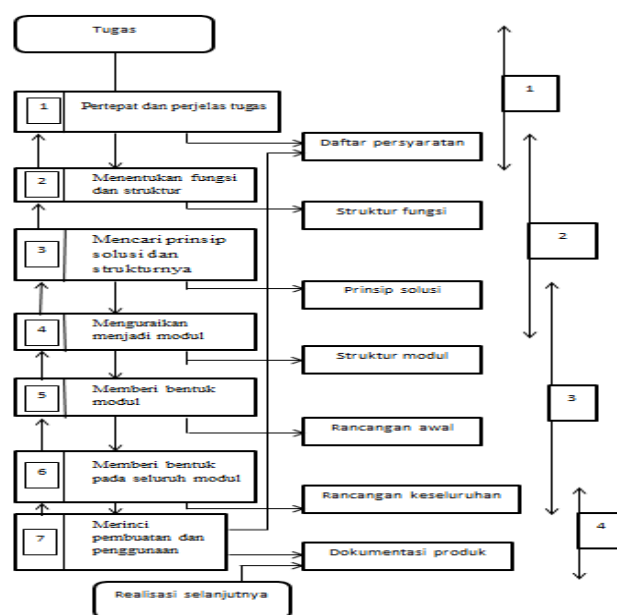 Tugas
1
Pertepat dan perjelas tugas
Daftar persyaratan
1
2
Menentukan fungsi
dan struktur
Struktur fungsi
2
3
Mencari prinsip
solusi dan
strukturnya
Prinsip solusi
4
Menguraikan
menjadi modul
Struktur modul
5
Memberi bentuk
modul
3
Rancangan awal
6
Memberi bentuk
pada seluruh modul
Rancangan keseluruhan
7
Merinci
pembuatan dan
penggunaan
4
Dokumentasi produk
Realisasi selanjutnya